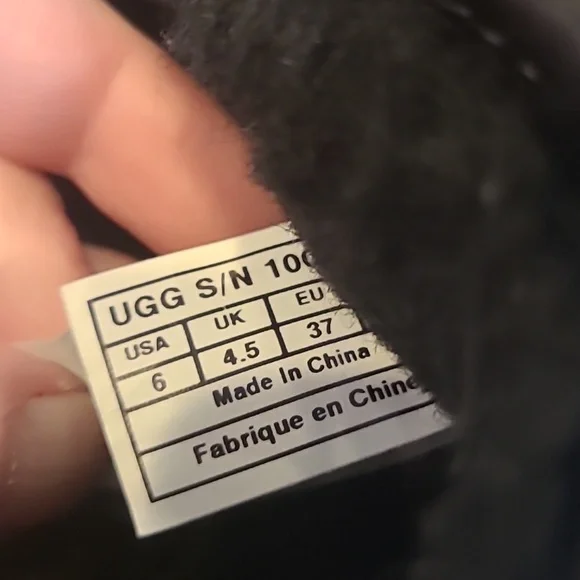 UGG S/N 100
USA UK EU
6 4.5 37
Made In China
Fabrique en Chine